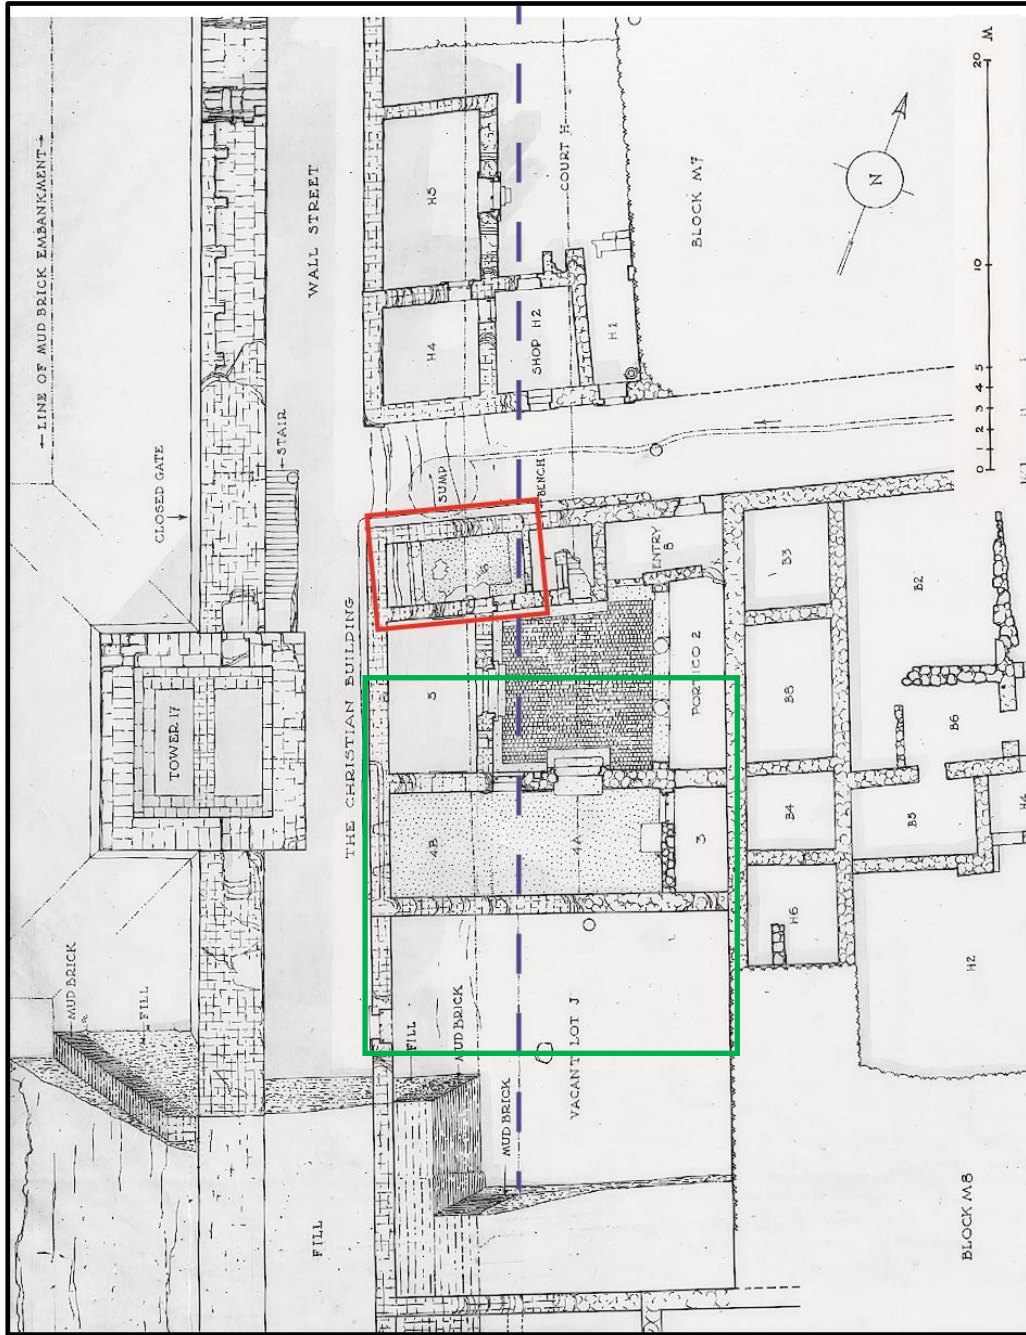 ← LINE OF MUD BRICK EMBANKMENT →
WALL STREET
CLOSED GATE
STAIR
TOWER 17
THE CHRISTIAN BUILDING
MUD BRICK
FILL
FILL
H5
H4
COURT H
SHOP H2
H1
BLOCK M7
N
M
20
10
5
4
3
2
1
0
SUMP
BENCH
6
ENTRY
8
B3
B2
5
PORTICO 2
B8
B6
4B
4A
3
B4
B5
H6
H2
FILL
MUD BRICK
VACANT LOT J
MUD BRICK
BLOCK M8